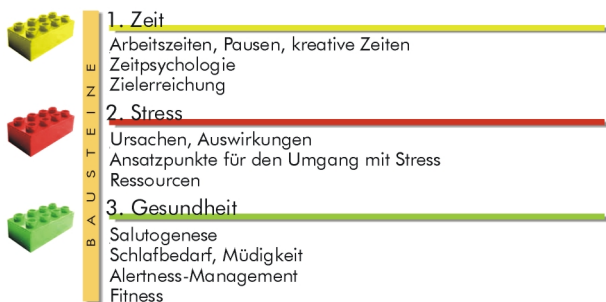 BAUSTEINE
1. Zeit
Arbeitszeiten, Pausen, kreative Zeiten
Zeitpsychologie
Zielerreichung
2. Stress
Ursachen, Auswirkungen
Ansatzpunkte für den Umgang mit Stress
Ressourcen
3. Gesundheit
Salutogenese
Schlafbedarf, Müdigkeit
Alertness-Management
Fitness